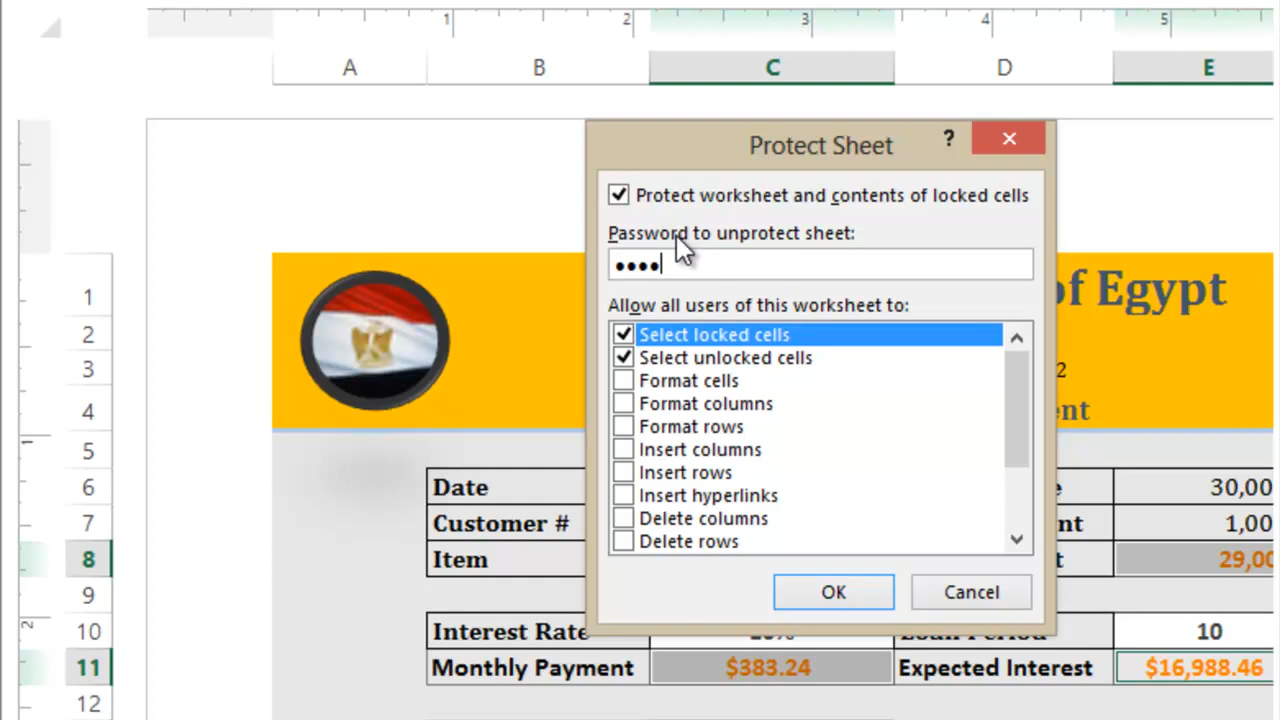 1 2 3 4 5
A B C D E
Protect Sheet
?
Protect worksheet and contents of locked cells
Password to unprotect sheet:
••••
Allow all users of this worksheet to:
Select locked cells
Select unlocked cells
Format cells
Format columns
Format rows
Insert columns
Insert rows
Insert hyperlinks
Delete columns
Delete rows
OK Cancel
1 of Egypt
2
3 2
4 ent
5
6 Date e 30,00
7 Customer # nt 1,00
8 Item t 29,00
9
10 Interest Rate Loan Period 10
11 Monthly Payment $383.24 Expected Interest $16,988.46
12
1
2